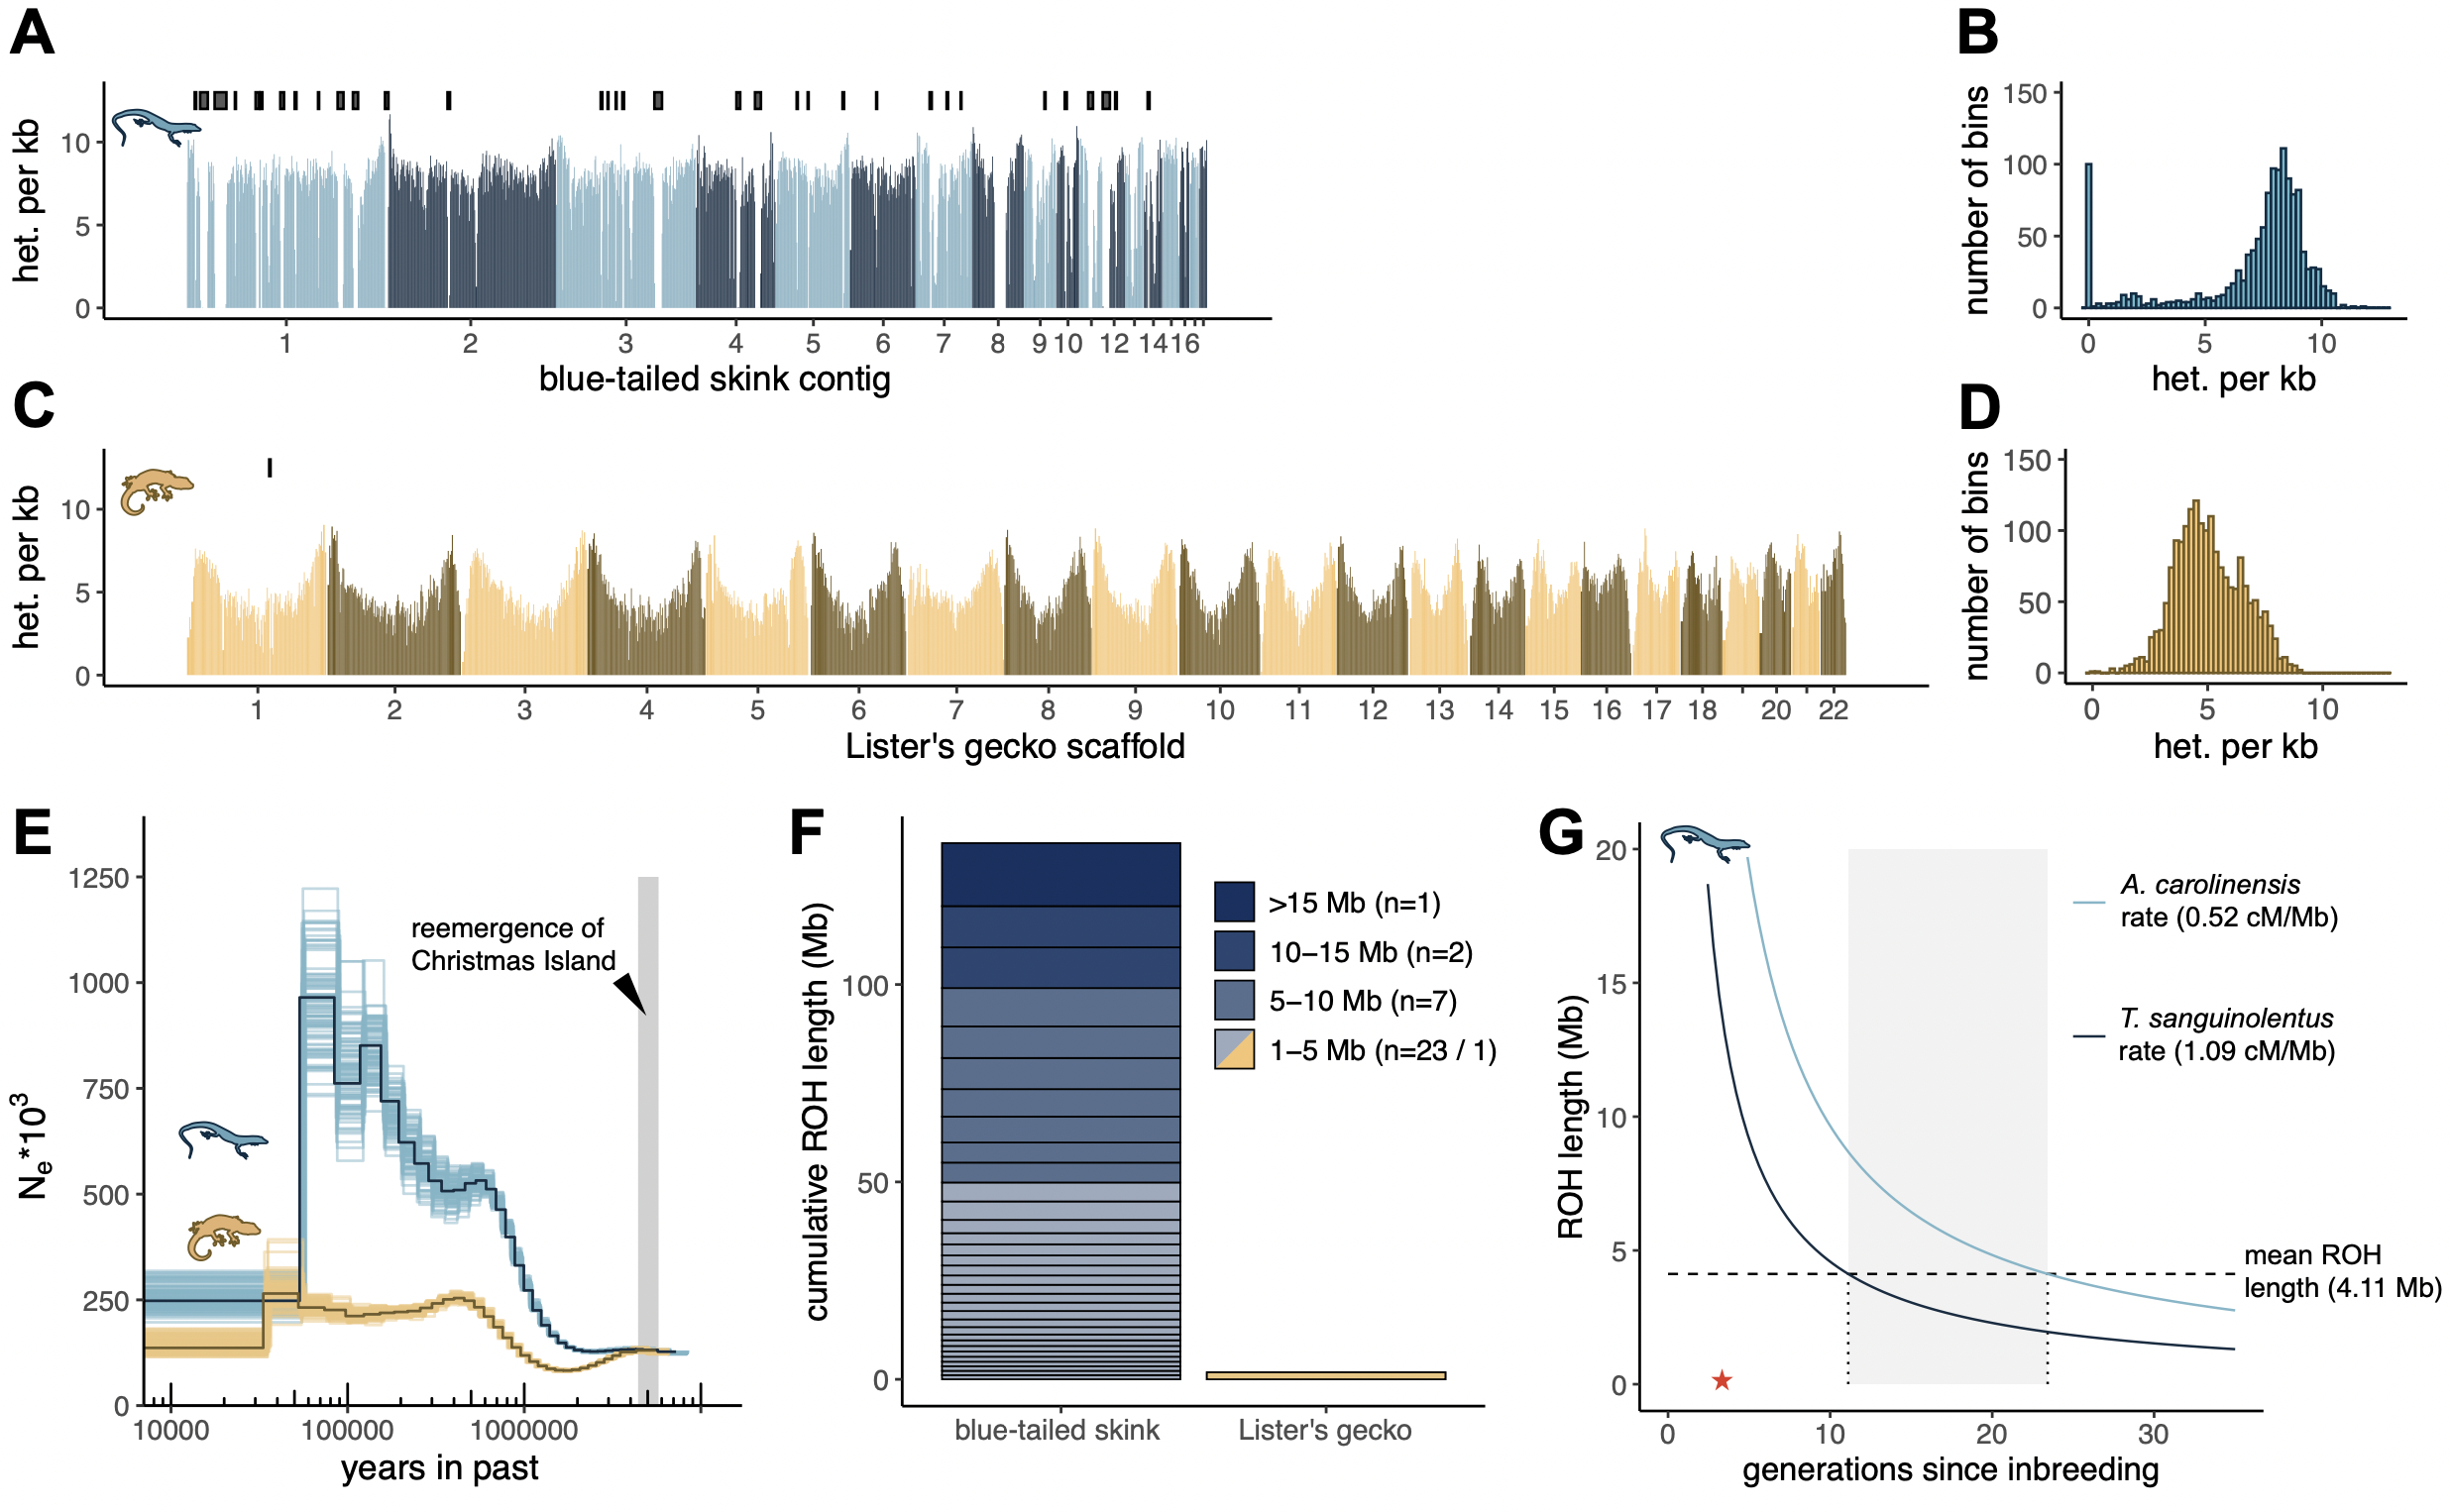 A
het. per kb
10
5
0
1 2 3 4 5 6 7 8 9 10 12 14 16
blue-tailed skink contig
B
number of bins
150
100
50
0
0 5 10
het. per kb
C
het. per kb
10
5
0
1 2 3 4 5 6 7 8 9 10 11 12 13 14 15 16 17 18 20 22
Lister's gecko scaffold
D
number of bins
150
100
50
0
0 5 10
het. per kb
E
Ne*10³
1250
1000
750
500
250
0
reemergence of
Christmas Island
10000 100000 1000000
years in past
F
cumulative ROH length (Mb)
100
50
0
>15 Mb (n=1)
10–15 Mb (n=2)
5–10 Mb (n=7)
1–5 Mb (n=23 / 1)
blue-tailed skink Lister's gecko
G
ROH length (Mb)
20
15
10
5
0
A. carolinensis
rate (0.52 cM/Mb)
T. sanguinolentus
rate (1.09 cM/Mb)
mean ROH
length (4.11 Mb)
0 10 20 30
generations since inbreeding